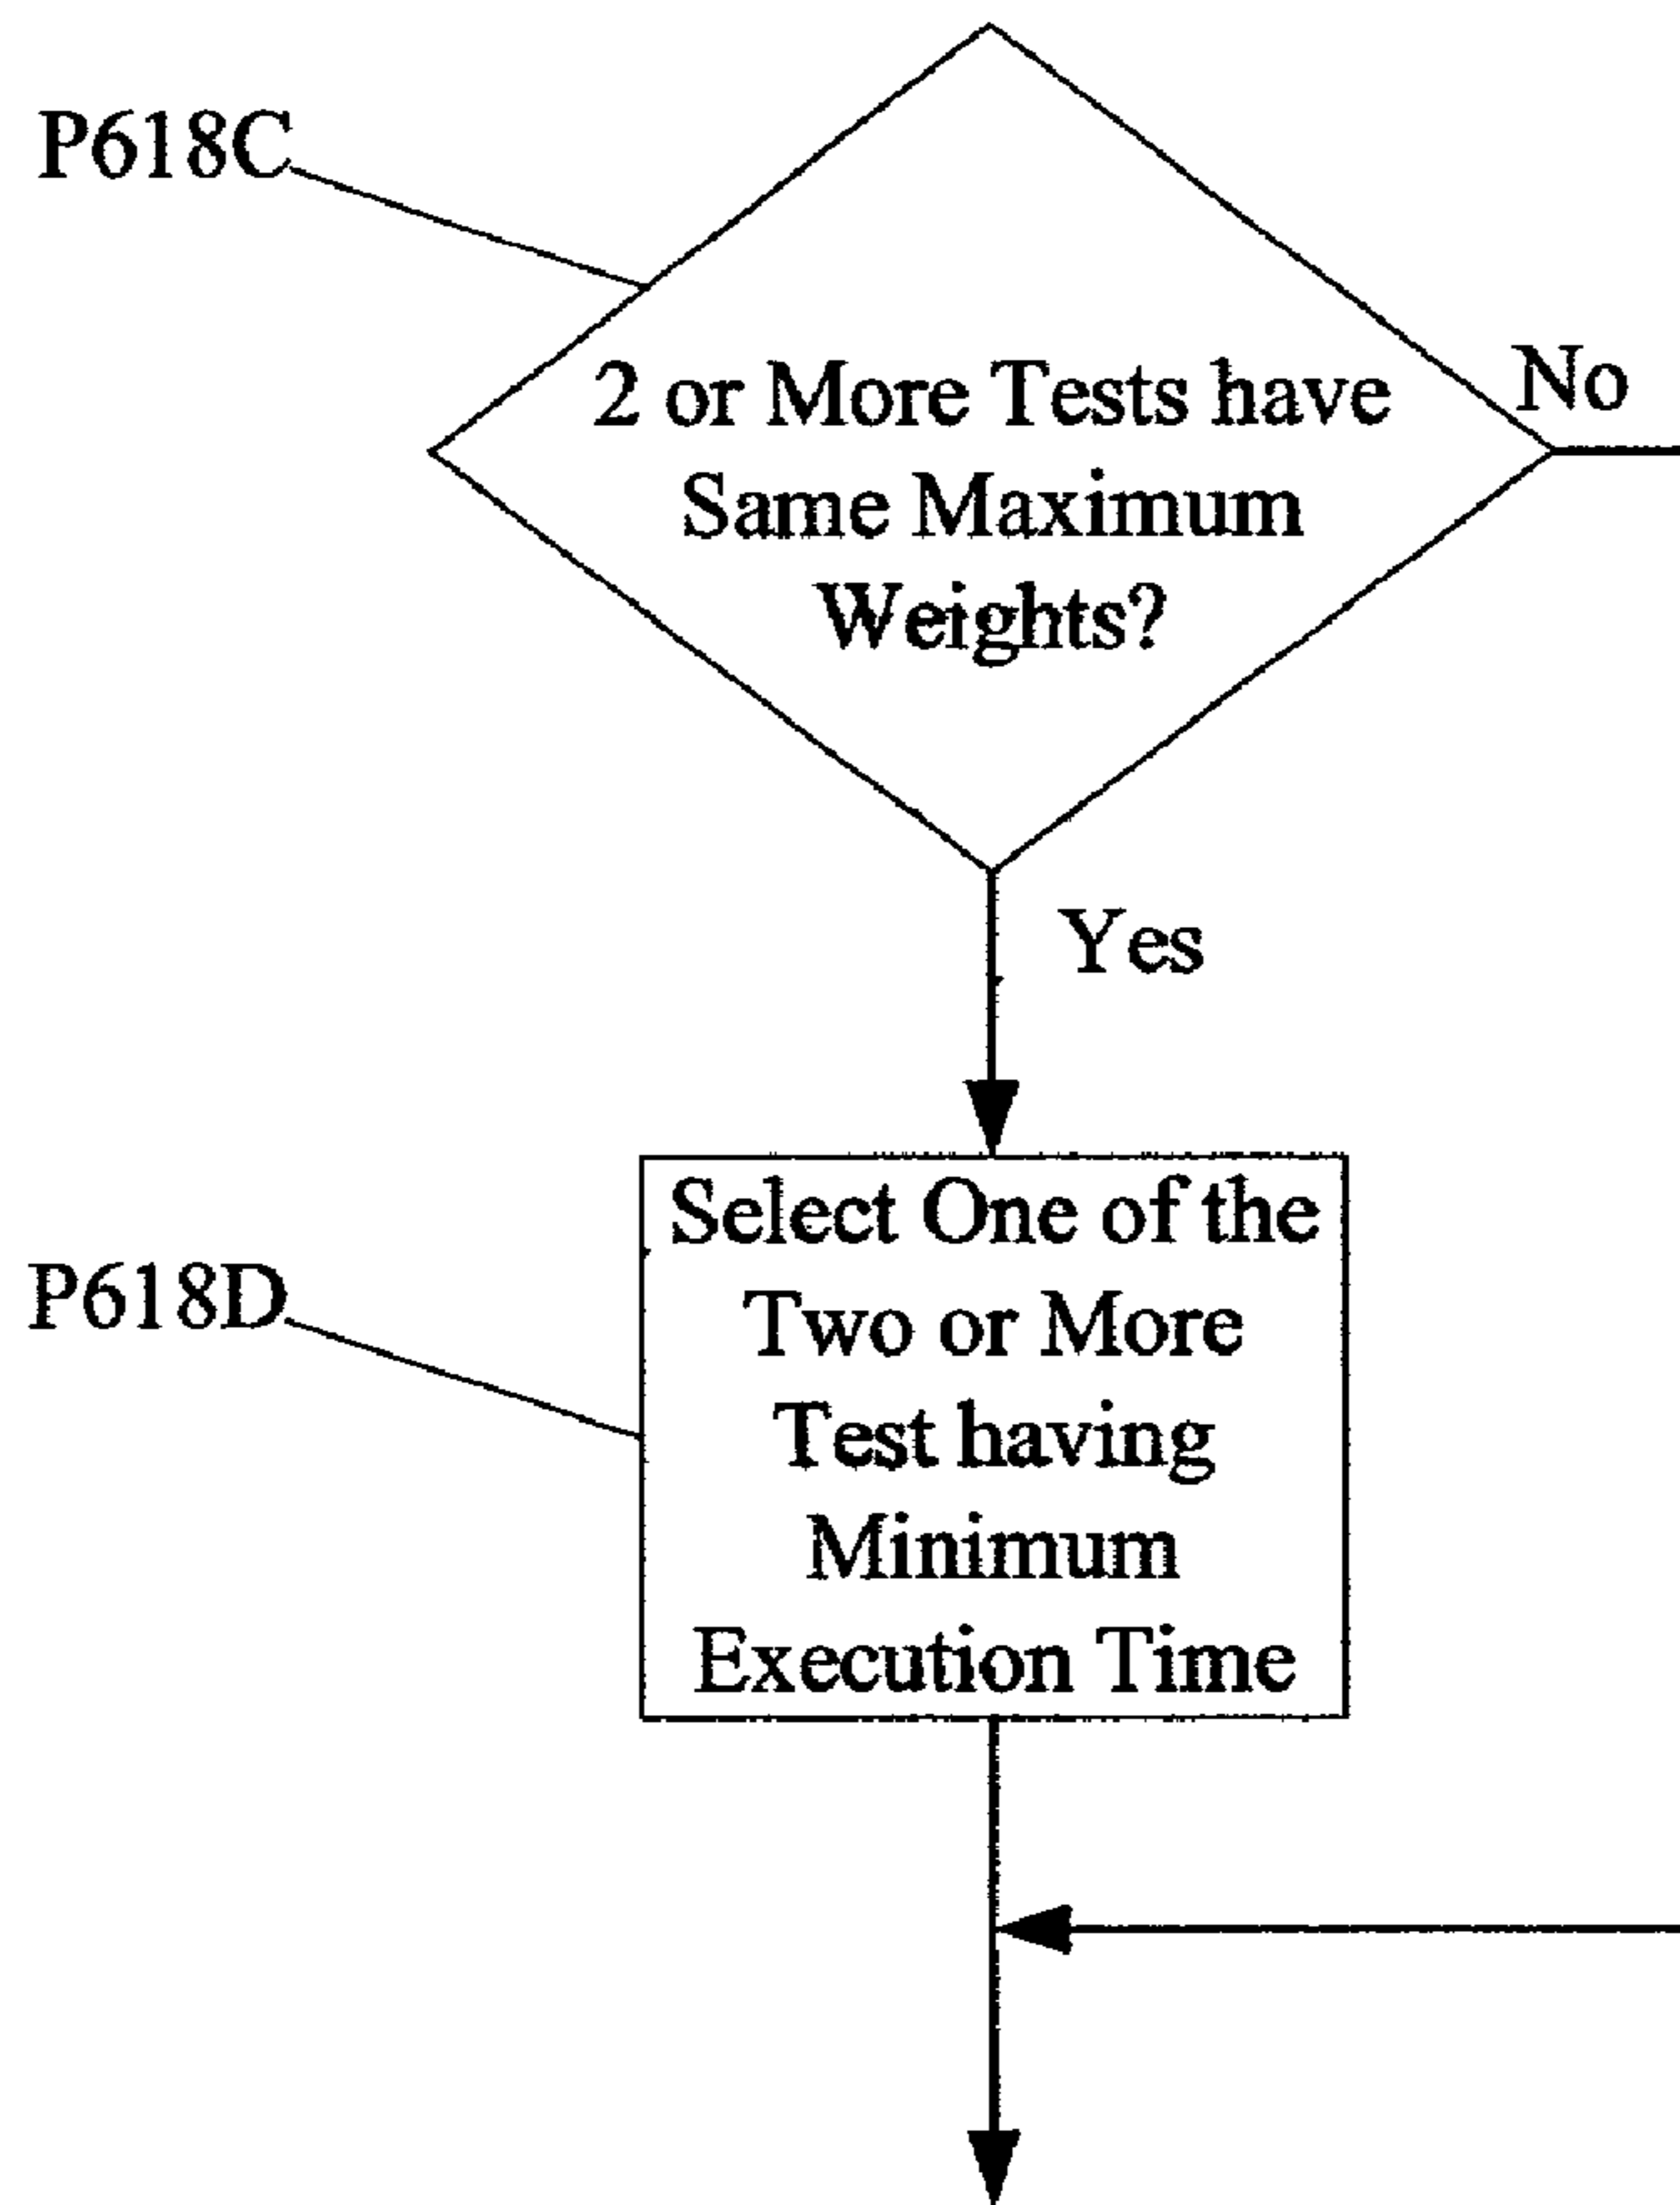 P618C
2 or More Tests have
Same Maximum
Weights?
No
Yes
P618D
Select One of the
Two or More
Test having
Minimum
Execution Time